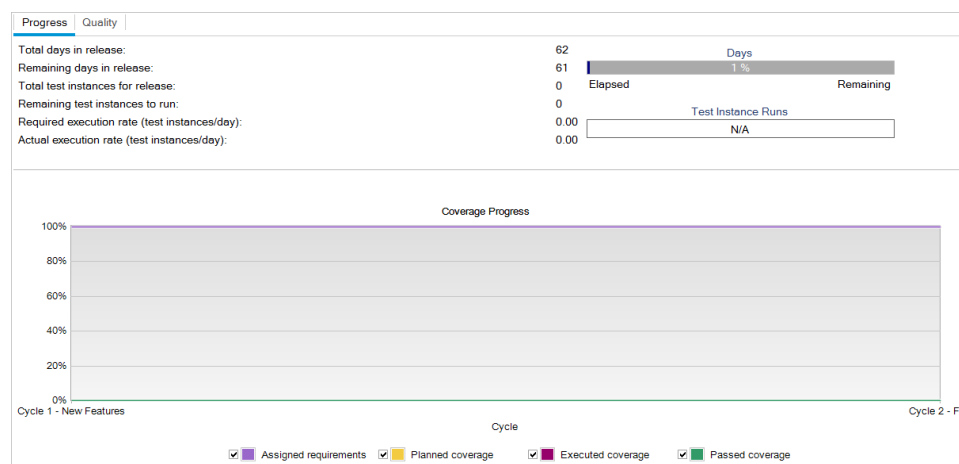 Progress Quality
Total days in release: 62
Remaining days in release: 61
Total test instances for release: 0
Remaining test instances to run: 0
Required execution rate (test instances/day): 0.00
Actual execution rate (test instances/day): 0.00
Days
1 %
Elapsed Remaining
Test Instance Runs
N/A
Coverage Progress
100%
80%
60%
40%
20%
0%
Cycle 1 - New Features Cycle 2 - F
Cycle
Assigned requirements Planned coverage Executed coverage Passed coverage